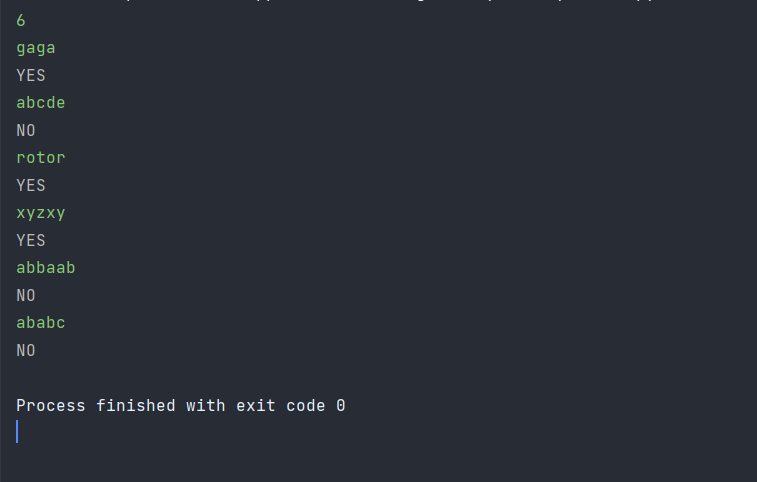 6
gaga
YES
abcde
NO
rotor
YES
xyzxy
YES
abbaab
NO
ababc
NO
Process finished with exit code 0